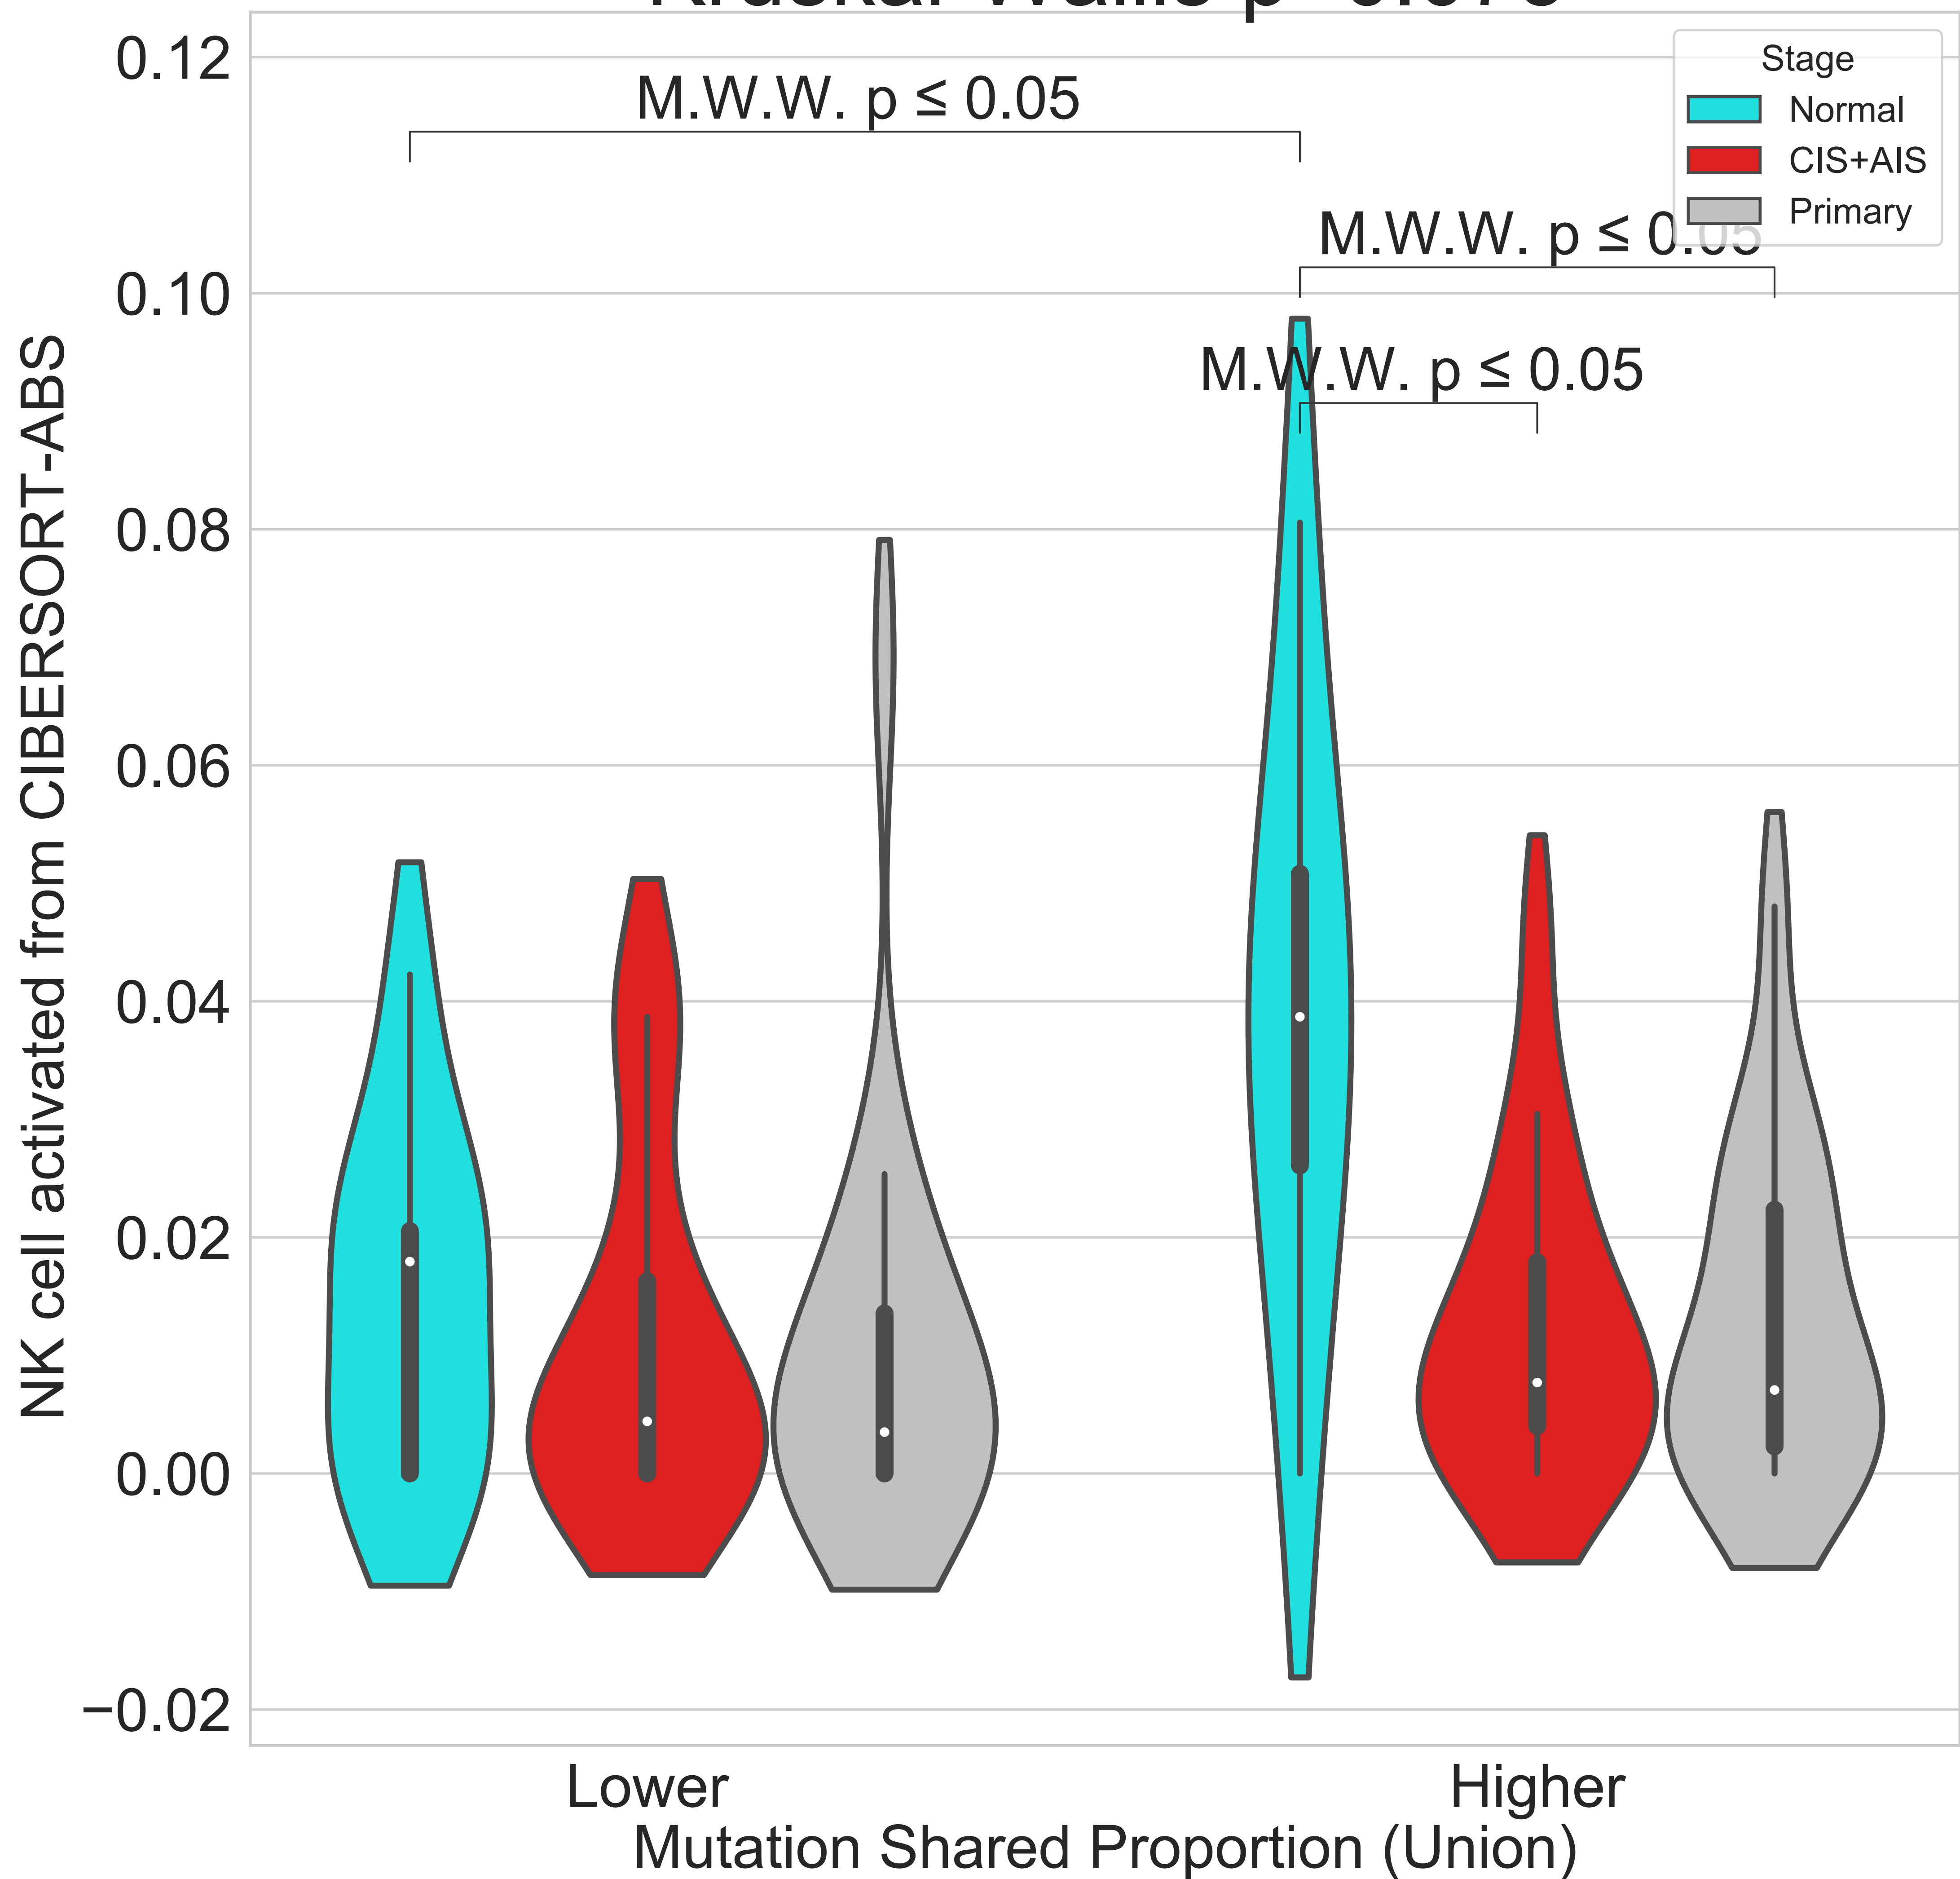 0.12
0.10
0.08
0.06
0.04
0.02
0.00
−0.02
NK cell activated from CIBERSORT-ABS
M.W.W. p ≤ 0.05
M.W.W. p ≤ 0.05
M.W.W. p ≤ 0.05
Stage
Normal
CIS+AIS
Primary
Lower
Higher
Mutation Shared Proportion (Union)